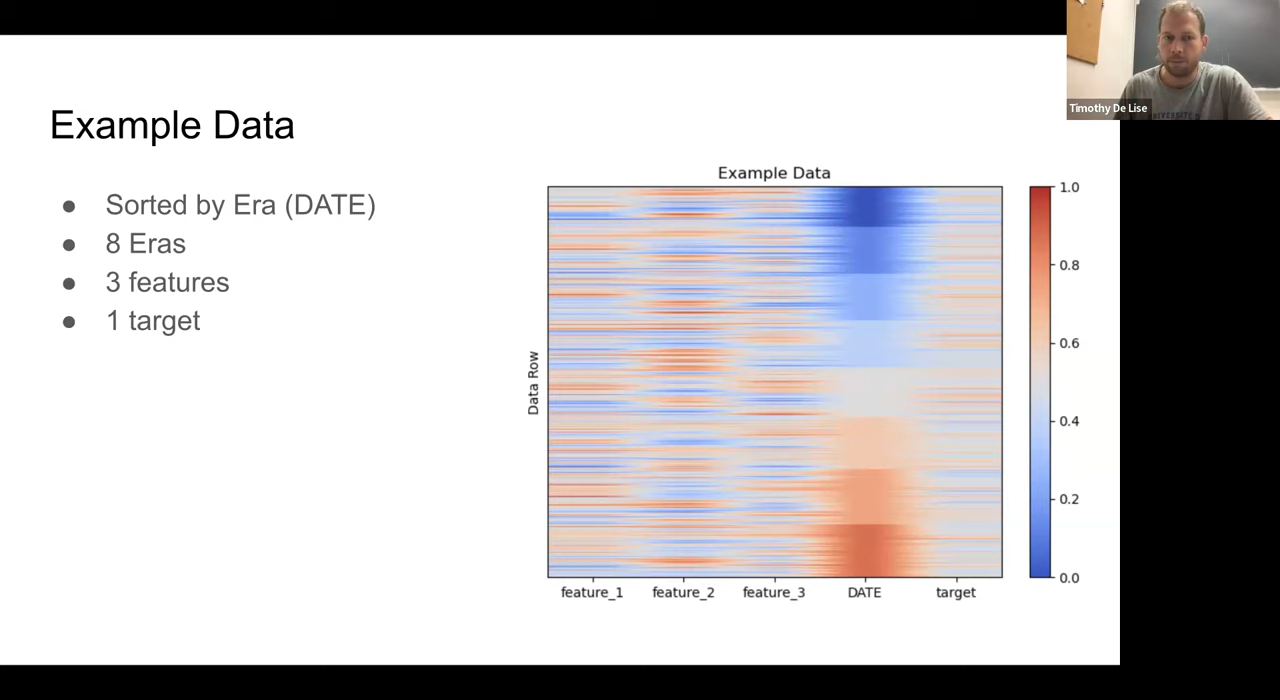 Timothy De Lise
Example Data
● Sorted by Era (DATE)
● 8 Eras
● 3 features
● 1 target
Example Data
Data Row
feature_1 feature_2 feature_3 DATE target
1.0
0.8
0.6
0.4
0.2
0.0